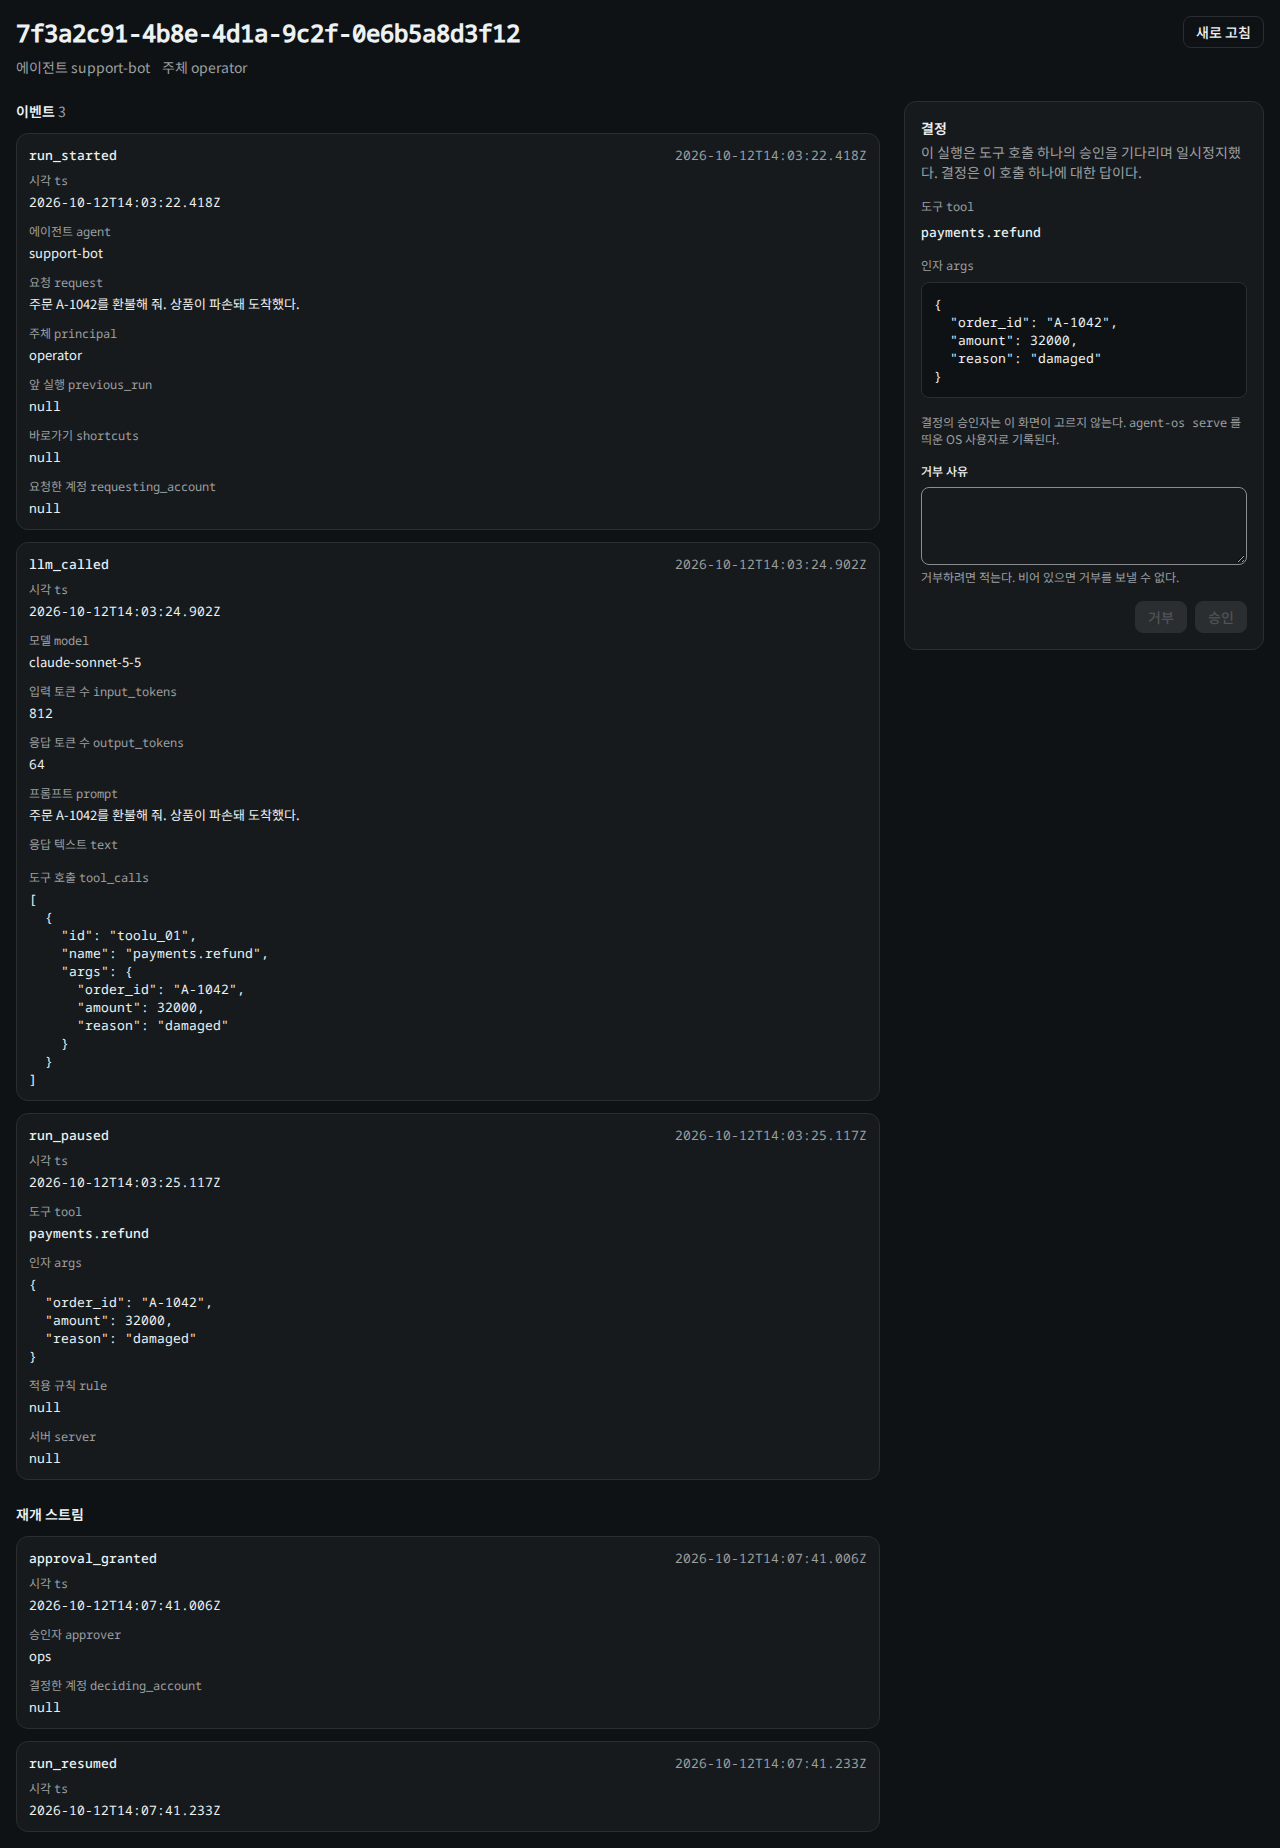 7f3a2c91-4b8e-4d1a-9c2f-0e6b5a8d3f12
새로 고침
에이전트 support-bot 주체 operator
이벤트 3
run_started 2026-10-12T14:03:22.418Z
시각 ts
2026-10-12T14:03:22.418Z
에이전트 agent
support-bot
요청 request
주문 A-1042를 환불해 줘. 상품이 파손돼 도착했다.
주체 principal
operator
앞 실행 previous_run
null
바로가기 shortcuts
null
요청한 계정 requesting_account
null
llm_called 2026-10-12T14:03:24.902Z
시각 ts
2026-10-12T14:03:24.902Z
모델 model
claude-sonnet-5-5
입력 토큰 수 input_tokens
812
응답 토큰 수 output_tokens
64
프롬프트 prompt
주문 A-1042를 환불해 줘. 상품이 파손돼 도착했다.
응답 텍스트 text
도구 호출 tool_calls
[
  {
    "id": "toolu_01",
    "name": "payments.refund",
    "args": {
      "order_id": "A-1042",
      "amount": 32000,
      "reason": "damaged"
    }
  }
]
run_paused 2026-10-12T14:03:25.117Z
시각 ts
2026-10-12T14:03:25.117Z
도구 tool
payments.refund
인자 args
{
  "order_id": "A-1042",
  "amount": 32000,
  "reason": "damaged"
}
적용 규칙 rule
null
서버 server
null
재개 스트림
approval_granted 2026-10-12T14:07:41.006Z
시각 ts
2026-10-12T14:07:41.006Z
승인자 approver
ops
결정한 계정 deciding_account
null
run_resumed 2026-10-12T14:07:41.233Z
시각 ts
2026-10-12T14:07:41.233Z
결정
이 실행은 도구 호출 하나의 승인을 기다리며 일시정지했
다. 결정은 이 호출 하나에 대한 답이다.
도구 tool
payments.refund
인자 args
{
  "order_id": "A-1042",
  "amount": 32000,
  "reason": "damaged"
}
결정의 승인자는 이 화면이 고르지 않는다. agent-os serve 를
띄운 OS 사용자로 기록된다.
거부 사유
거부하려면 적는다. 비어 있으면 거부를 보낼 수 없다.
거부 승인